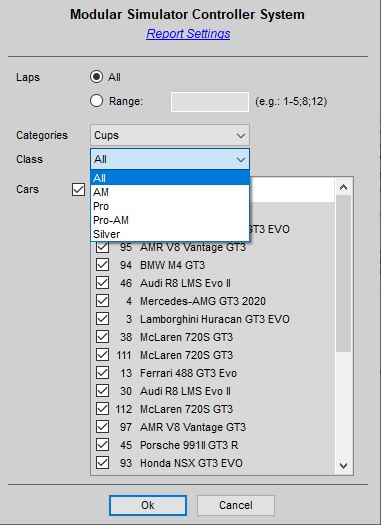 Modular Simulator Controller System
Report Settings
Laps
All
Range:
(e.g.: 1-5;8;12)
Categories
Cups
Class
All
All
AM
Pro
Pro-AM
Silver
Cars
GT3 EVO
95 AMR V8 Vantage GT3
94 BMW M4 GT3
46 Audi R8 LMS Evo II
4 Mercedes-AMG GT3 2020
3 Lamborghini Huracan GT3 EVO
38 McLaren 720S GT3
111 McLaren 720S GT3
13 Ferrari 488 GT3 Evo
30 Audi R8 LMS Evo II
112 McLaren 720S GT3
97 AMR V8 Vantage GT3
45 Porsche 991II GT3 R
93 Honda NSX GT3 EVO
Ok
Cancel